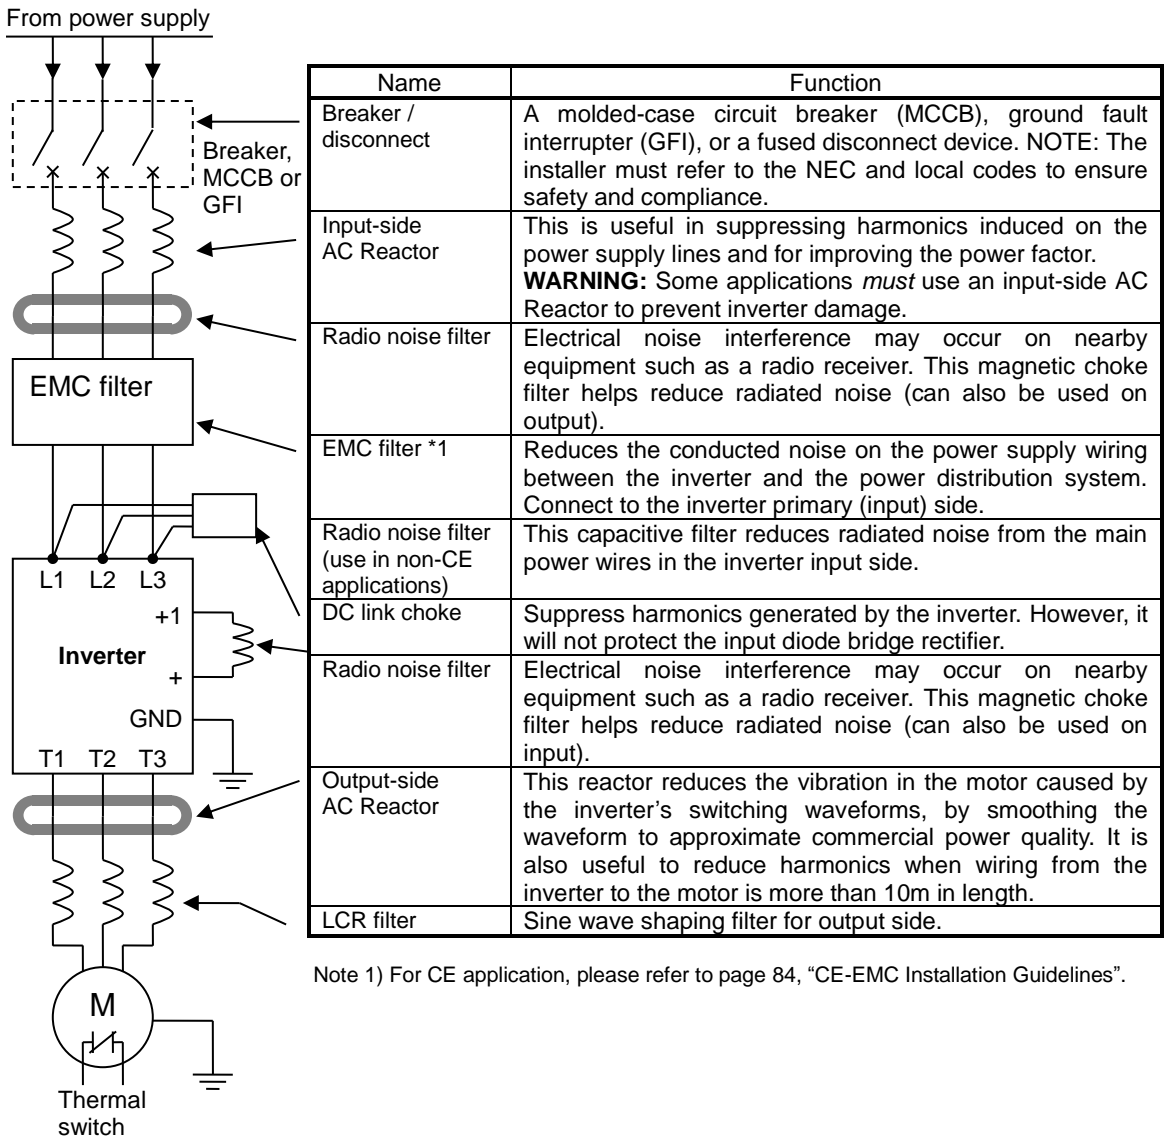 From power supply
Breaker,
MCCB or
GFI
EMC filter
L1 L2 L3
+1
Inverter
+
GND
T1 T2 T3
M
Thermal
switch
Name Function
Breaker /
disconnect
A molded-case circuit breaker (MCCB), ground fault
interrupter (GFI), or a fused disconnect device. NOTE: The
installer must refer to the NEC and local codes to ensure
safety and compliance.
Input-side
AC Reactor
This is useful in suppressing harmonics induced on the
power supply lines and for improving the power factor.
WARNING: Some applications must use an input-side AC
Reactor to prevent inverter damage.
Radio noise filter
Electrical noise interference may occur on nearby
equipment such as a radio receiver. This magnetic choke
filter helps reduce radiated noise (can also be used on
output).
EMC filter *1
Reduces the conducted noise on the power supply wiring
between the inverter and the power distribution system.
Connect to the inverter primary (input) side.
Radio noise filter
(use in non-CE
applications)
This capacitive filter reduces radiated noise from the main
power wires in the inverter input side.
DC link choke
Suppress harmonics generated by the inverter. However, it
will not protect the input diode bridge rectifier.
Radio noise filter
Electrical noise interference may occur on nearby
equipment such as a radio receiver. This magnetic choke
filter helps reduce radiated noise (can also be used on
input).
Output-side
AC Reactor
This reactor reduces the vibration in the motor caused by
the inverter’s switching waveforms, by smoothing the
waveform to approximate commercial power quality. It is
also useful to reduce harmonics when wiring from the
inverter to the motor is more than 10m in length.
LCR filter
Sine wave shaping filter for output side.
Note 1) For CE application, please refer to page 84, “CE-EMC Installation Guidelines”.